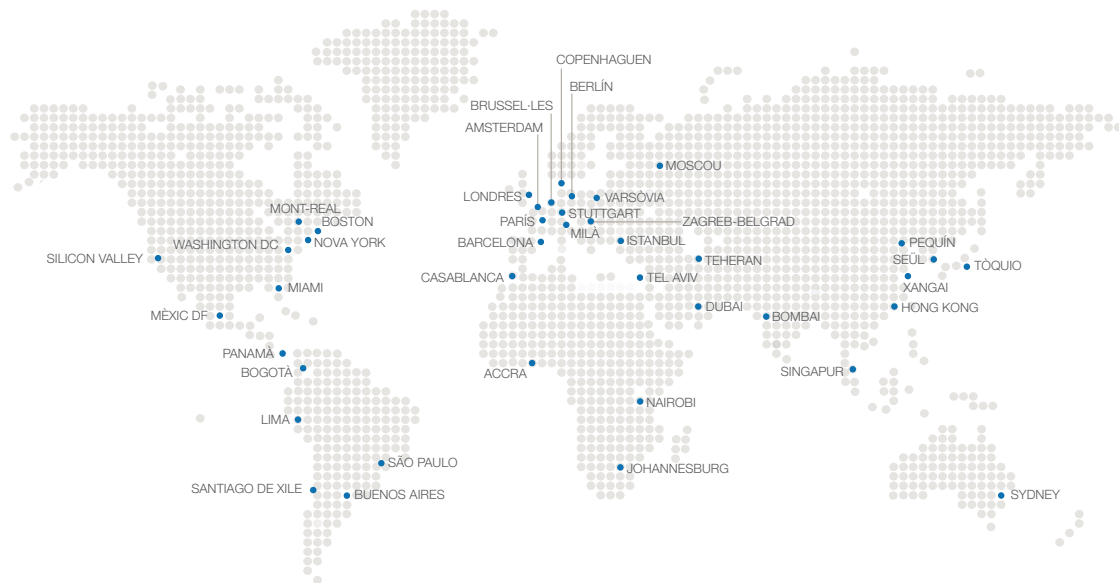 COPENHAGUEN
BERLÍN
BRUSSEL·LES
AMSTERDAM
MOSCOU
LONDRES
VARSÒVIA
MONT-REAL
STUTTGART
BOSTON
PARÍS
ZAGREB-BELGRAD
MILÀ
NOVA YORK
WASHINGTON DC
BARCELONA
ISTANBUL
PEQUÍN
SILICON VALLEY
TEHERAN
SEÜL
TÒQUIO
CASABLANCA
TEL AVIV
XANGAI
MIAMI
DUBAI
HONG KONG
MÈXIC DF
BOMBAI
PANAMÀ
BOGOTÀ
ACCRA
SINGAPUR
NAIROBI
LIMA
SÃO PAULO
JOHANNESBURG
SANTIAGO DE XILE
BUENOS AIRES
SYDNEY